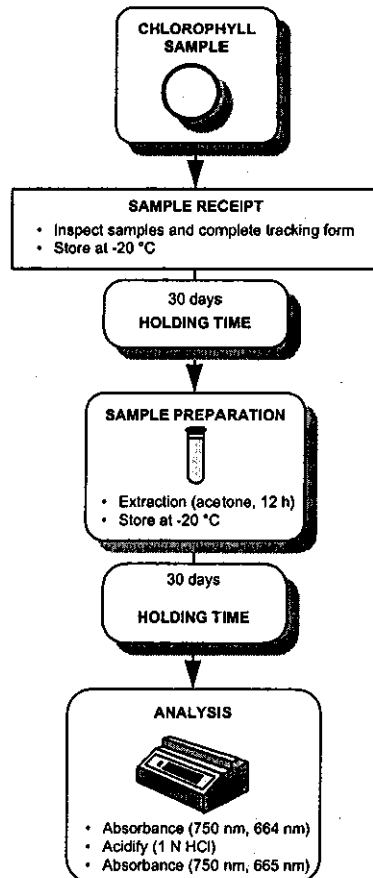 CHLOROPHYLL
SAMPLE
SAMPLE RECEIPT
• Inspect samples and complete tracking form
• Store at -20 °C
30 days
HOLDING TIME
SAMPLE PREPARATION
• Extraction (acetone, 12 h)
• Store at -20 °C
30 days
HOLDING TIME
ANALYSIS
• Absorbance (750 nm, 664 nm)
• Acidify (1 N HCl)
• Absorbance (750 nm, 665 nm)